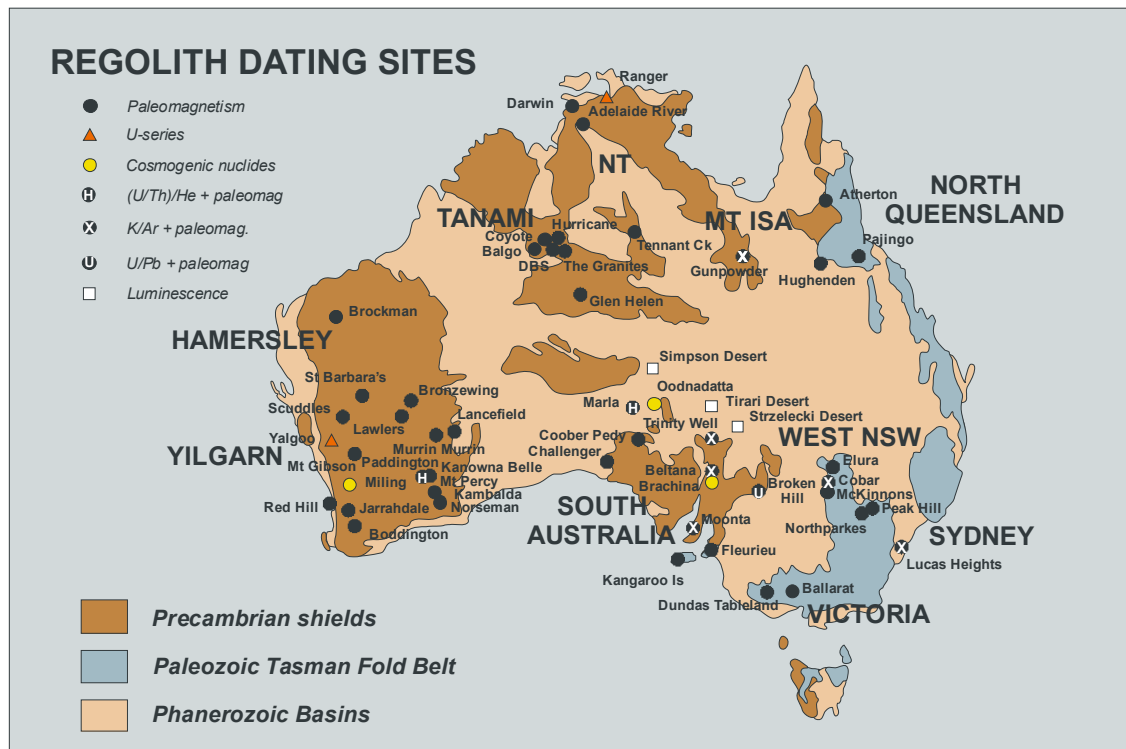 REGOLITH DATING SITES
Paleomagnetism
U-series
Cosmogenic nuclides
H
(U/Th)/He + paleomag
X
K/Ar + paleomag.
U
U/Pb + paleomag
Luminescence
Ranger
Darwin
Adelaide River
NT
NORTH
QUEENSLAND
Atherton
TANAMI
Hurricane
MT ISA
Coyote
Balgo
Tennant Ck
Pajingo
DBS
The Granites
Gunpowder
X
Hughenden
Glen Helen
Brockman
HAMERSLEY
Simpson Desert
St Barbara's
Bronzewing
Oodnadatta
Marla
H
Tirari Desert
Scuddles
Lawlers
Lancefield
Trinity Well
X
Strzelecki Desert
Yalgoo
Murrin Murrin
Coober Pedy
WEST NSW
YILGARN
Mt Gibson
Paddington
Kanowna Belle
Challenger
Elura
Miling
H
Mt Percy
Beltana
X
Brachina
Broken
Hill
U
X
Cobar
McKinnons
Kambalda
Norseman
Red Hill
Jarrahdale
SOUTH
AUSTRALIA
Peak Hill
Northparkes
Boddington
Moonta
X
SYDNEY
X
Fleurieu
Lucas Heights
Kangaroo Is
Dundas Tableland
Ballarat
VICTORIA
Precambrian shields
Paleozoic Tasman Fold Belt
Phanerozoic Basins